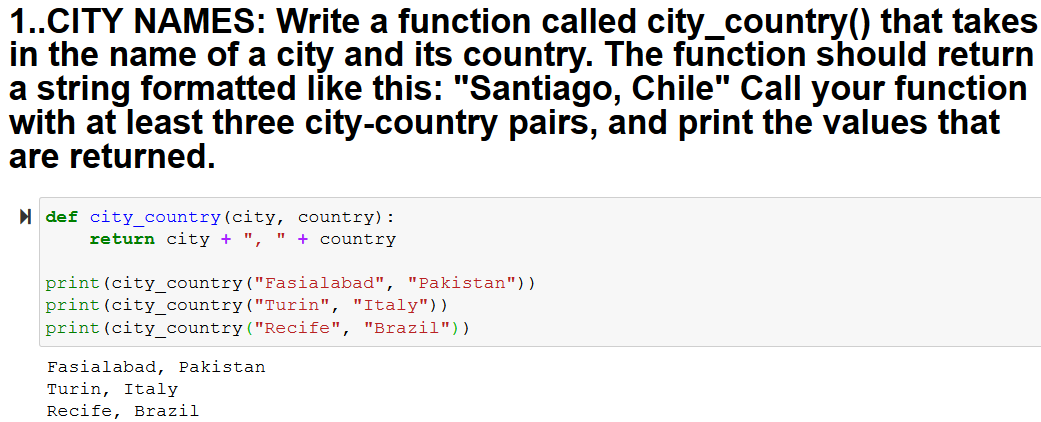 1..CITY NAMES: Write a function called city_country() that takes
in the name of a city and its country. The function should return
a string formatted like this: "Santiago, Chile" Call your function
with at least three city-country pairs, and print the values that
are returned.
def city_country(city, country):
    return city + ", " + country
print(city_country("Fasialabad", "Pakistan"))
print(city_country("Turin", "Italy"))
print(city_country("Recife", "Brazil"))
Fasialabad, Pakistan
Turin, Italy
Recife, Brazil